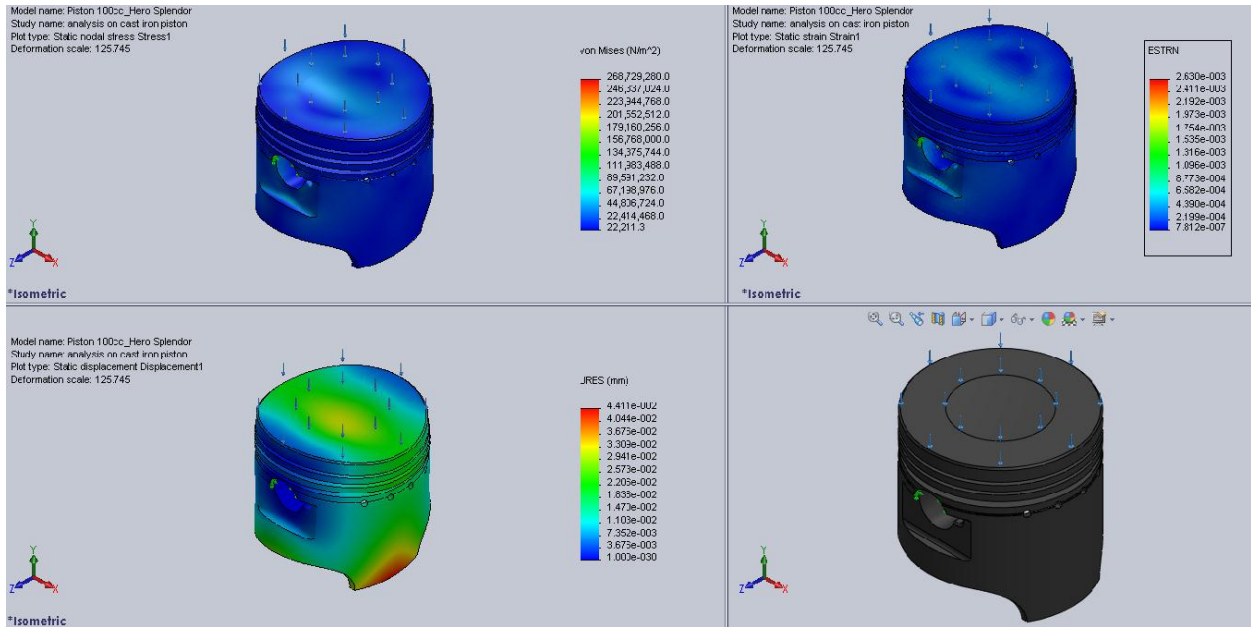 Model name: Piston 100cc_Hero Splendor
Study name: analysis on cast iron piston
Plot type: Static nodal stress Stress1
Deformation scale: 125.745
von Mises (N/m^2)
268,729,280.0
246,337,024.0
223,944,768.0
201,552,512.0
179,160,256.0
156,768,000.0
134,375,744.0
111,983,488.0
89,591,232.0
67,198,976.0
44,806,724.0
22,414,468.0
22,211.3
Y
Z
X
*Isometric
Model name: Piston 100cc_Hero Splendor
Study name: analysis on cast iron piston
Plot type: Static strain Strain1
Deformation scale: 125.745
ESTRN
2.630e-003
2.411e-003
2.192e-003
1.973e-003
1.754e-003
1.535e-003
1.316e-003
1.096e-003
8.773e-004
6.582e-004
4.390e-004
2.199e-004
7.812e-007
Y
Z
X
*Isometric
Model name: Piston 100cc_Hero Splendor
Study name: analysis on cast iron piston
Plot type: Static displacement Displacement1
Deformation scale: 125.745
URES (mm)
4.411e-002
4.044e-002
3.676e-002
3.309e-002
2.941e-002
2.573e-002
2.206e-002
1.838e-002
1.470e-002
1.103e-002
7.352e-003
3.676e-003
1.000e-030
Y
Z
X
*Isometric
Y
Z
X
*Isometric